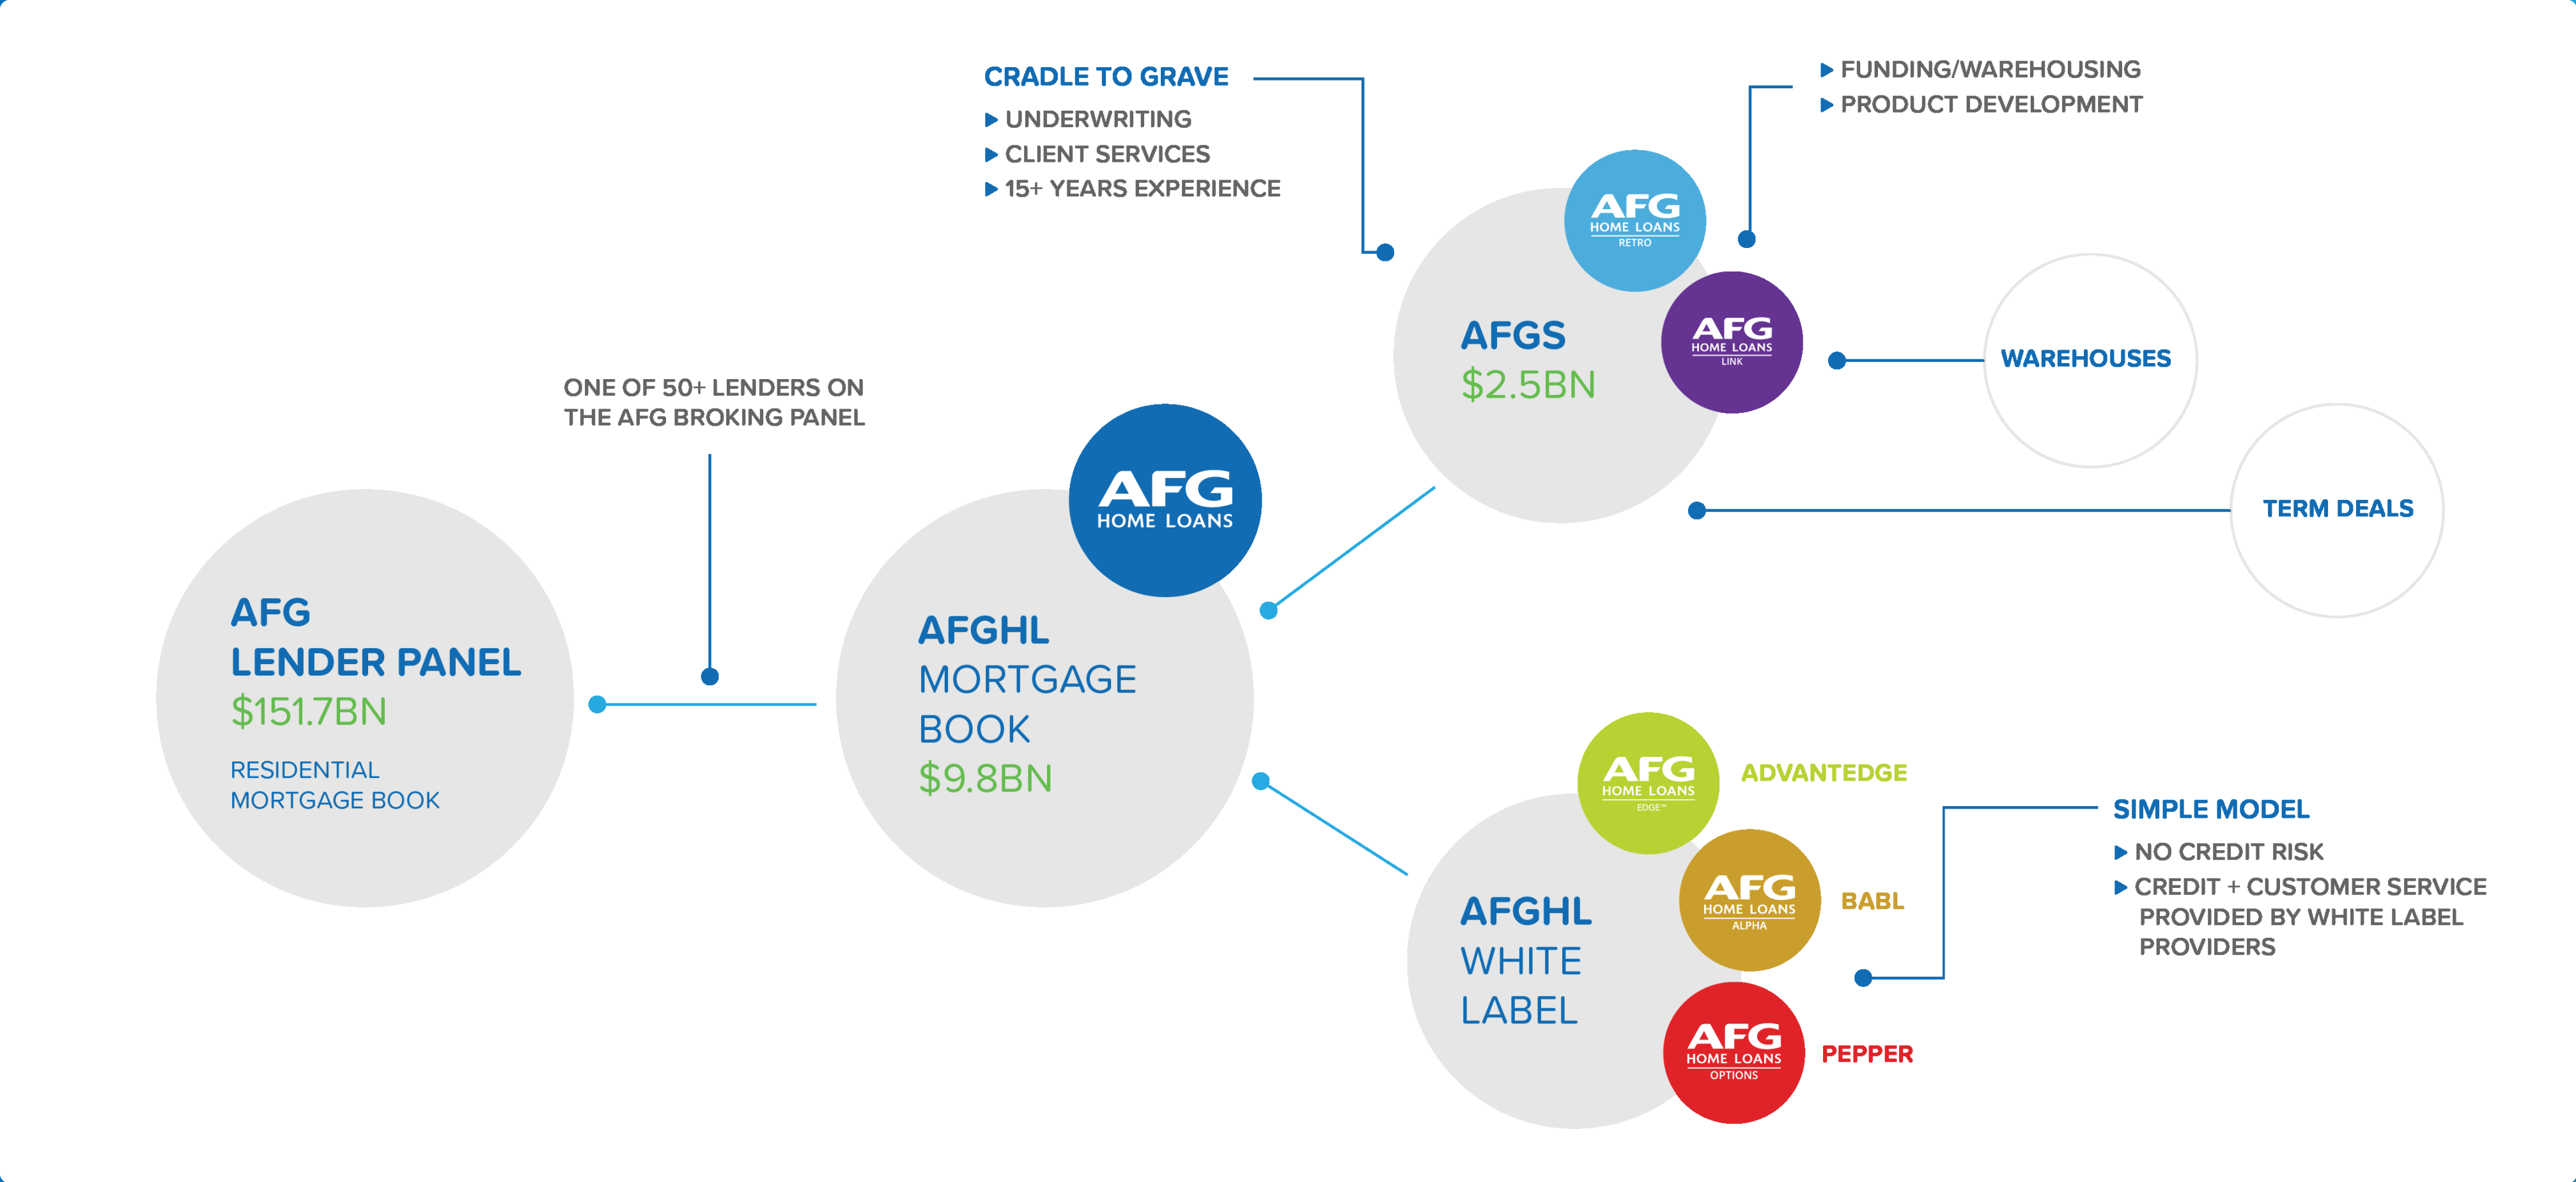 CRADLE TO GRAVE
▶ UNDERWRITING
▶ CLIENT SERVICES
▶ 15+ YEARS EXPERIENCE
▶ FUNDING/WAREHOUSING
▶ PRODUCT DEVELOPMENT
AFG
HOME LOANS
RETRO
AFG
HOME LOANS
LINK
AFGS
$2.5BN
WAREHOUSES
TERM DEALS
ONE OF 50+ LENDERS ON
THE AFG BROKING PANEL
AFG
HOME LOANS
AFG
LENDER PANEL
$151.7BN
RESIDENTIAL
MORTGAGE BOOK
AFGHL
MORTGAGE
BOOK
$9.8BN
AFG
HOME LOANS
EDGE™
ADVANTEDGE
AFG
HOME LOANS
ALPHA
BABL
AFGHL
WHITE
LABEL
AFG
HOME LOANS
OPTIONS
PEPPER
SIMPLE MODEL
▶ NO CREDIT RISK
▶ CREDIT + CUSTOMER SERVICE
PROVIDED BY WHITE LABEL
PROVIDERS